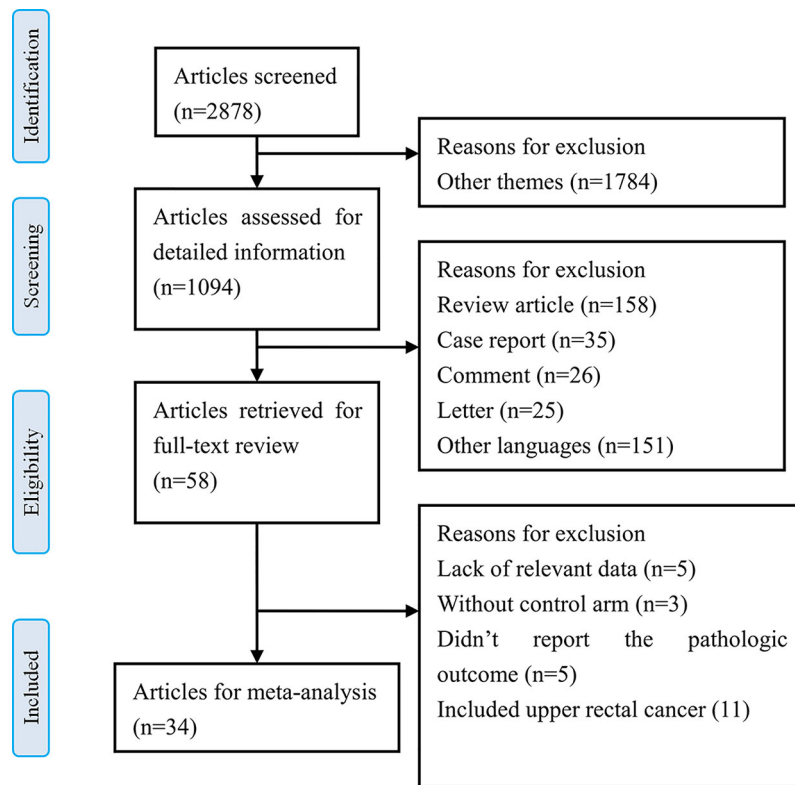 Identification
Articles screened
(n=2878)
Reasons for exclusion
Other themes (n=1784)
Screening
Articles assessed for
detailed information
(n=1094)
Reasons for exclusion
Review article (n=158)
Case report (n=35)
Comment (n=26)
Letter (n=25)
Other languages (n=151)
Eligibility
Articles retrieved for
full-text review
(n=58)
Reasons for exclusion
Lack of relevant data (n=5)
Without control arm (n=3)
Didn't report the pathologic
outcome (n=5)
Included upper rectal cancer (11)
Included
Articles for meta-analysis
(n=34)